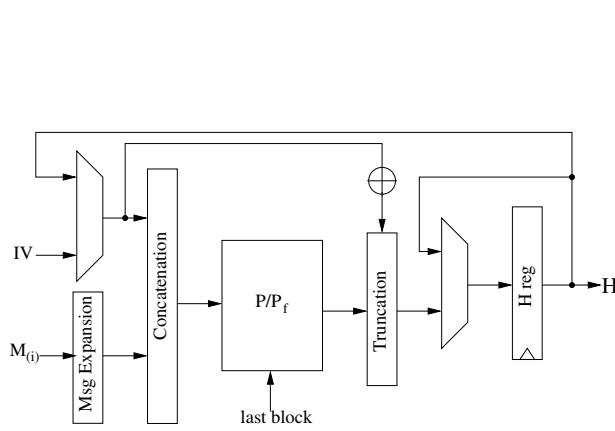 IV
M(i)
Msg Expansion
Concatenation
P/Pf
last block
Truncation
H reg
H